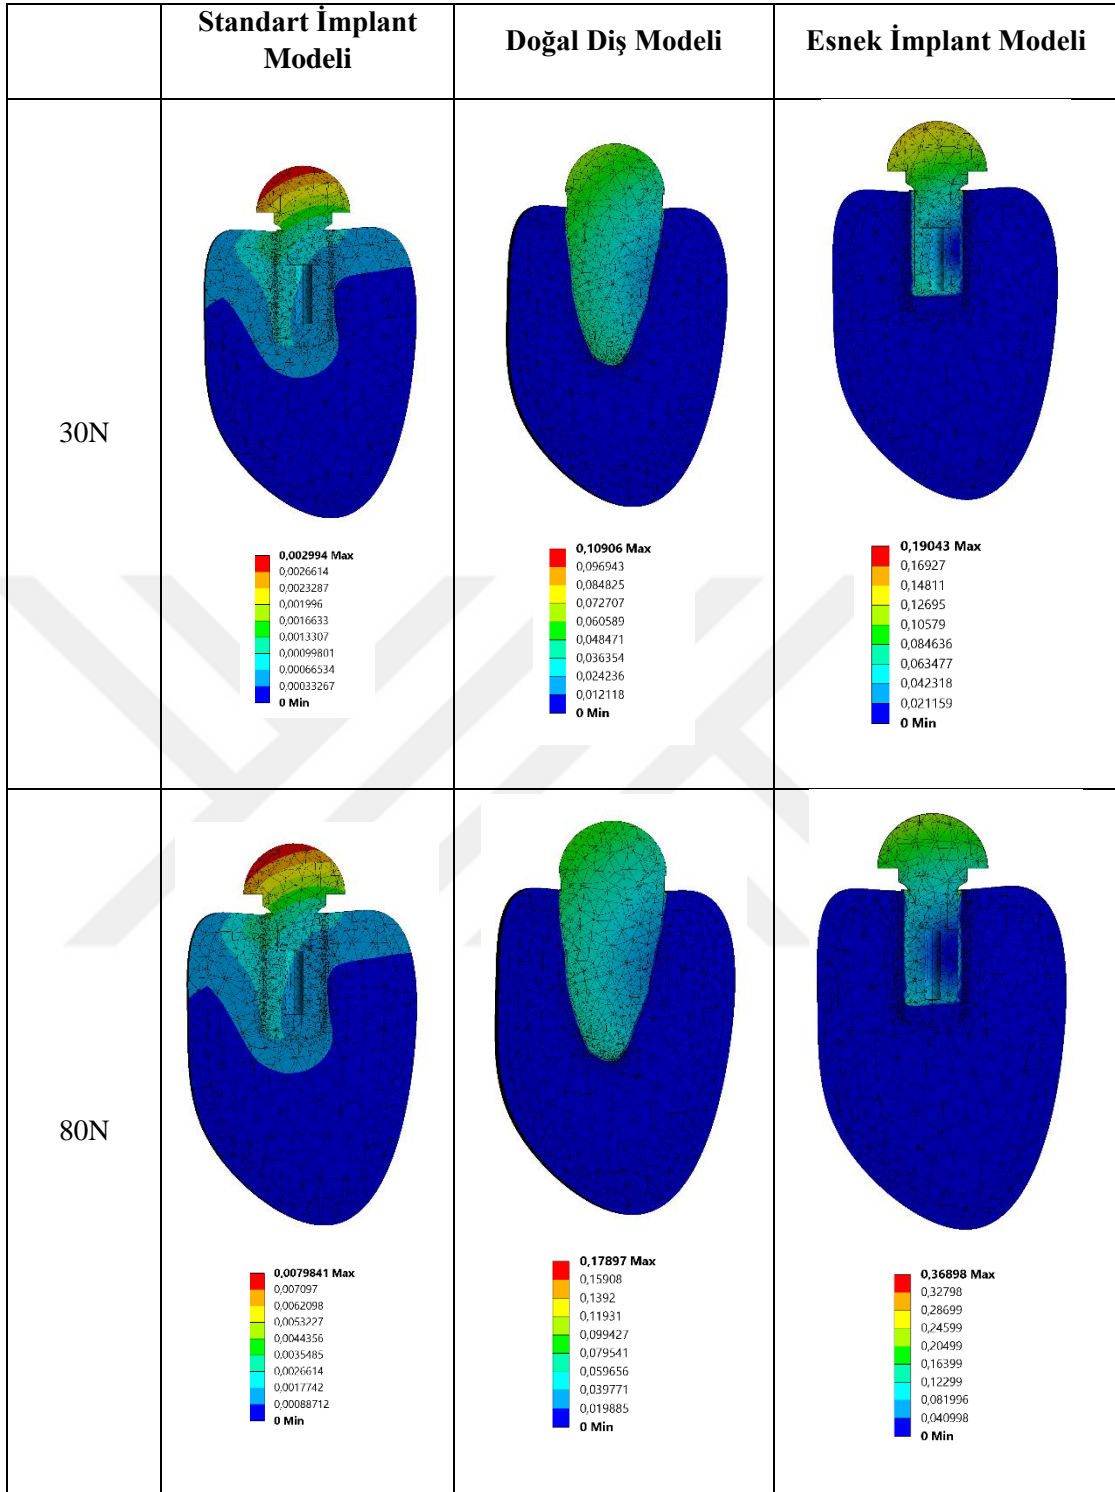 Standart İmplant
Modeli
Doğal Diş Modeli
Esnek İmplant Modeli
30N
0,002994 Max
0,0026614
0,0023287
0,001996
0,0016633
0,0013307
0,00099801
0,00066534
0,00033267
0 Min
0,10906 Max
0,096943
0,084825
0,072707
0,060589
0,048471
0,036354
0,024236
0,012118
0 Min
0,19043 Max
0,16927
0,14811
0,12695
0,10579
0,084636
0,063477
0,042318
0,021159
0 Min
80N
0,0079841 Max
0,007097
0,0062098
0,0053227
0,0044356
0,0035485
0,0026614
0,0017742
0,00088712
0 Min
0,17897 Max
0,15908
0,1392
0,11931
0,099427
0,079541
0,059656
0,039771
0,019885
0 Min
0,36898 Max
0,32798
0,28699
0,24599
0,20499
0,16399
0,12299
0,081996
0,040998
0 Min